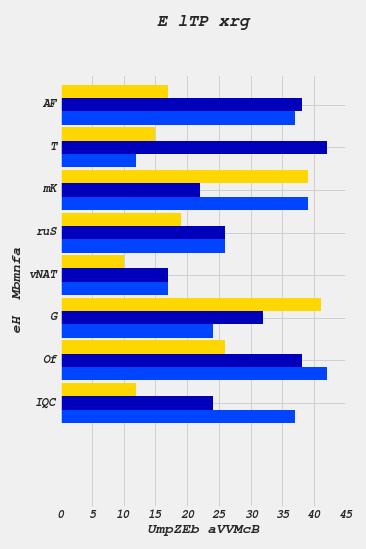 E lTP xrg
AF
T
mK
ruS
vNAT
G
Of
IQC
eH  Mbmnfa
0 5 10 15 20 25 30 35 40 45
UmpZEb aVVMcB